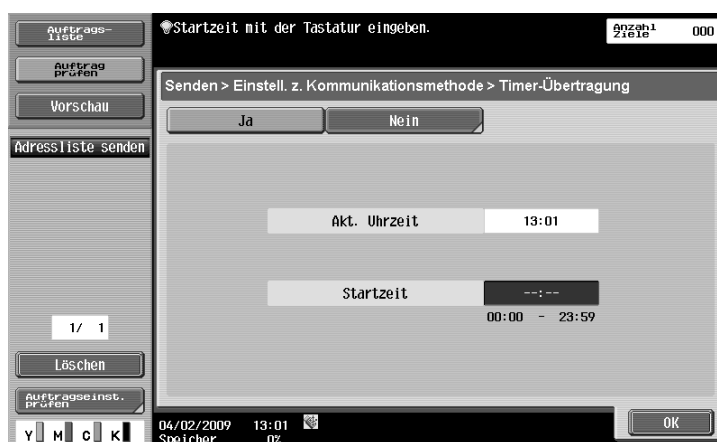 Auftrags-
liste
Auftrag
prüfen
Vorschau
Adressliste senden
1/ 1
Löschen
Auftragseinst.
prüfen
Y M C K
Startzeit mit der Tastatur eingeben.
Anzahl
Ziele 000
Senden > Einstell. z. Kommunikationsmethode > Timer-Übertragung
Ja Nein
Akt. Uhrzeit 13:01
Startzeit --:--
00:00 - 23:59
04/02/2009 13:01
Speicher 0%
OK